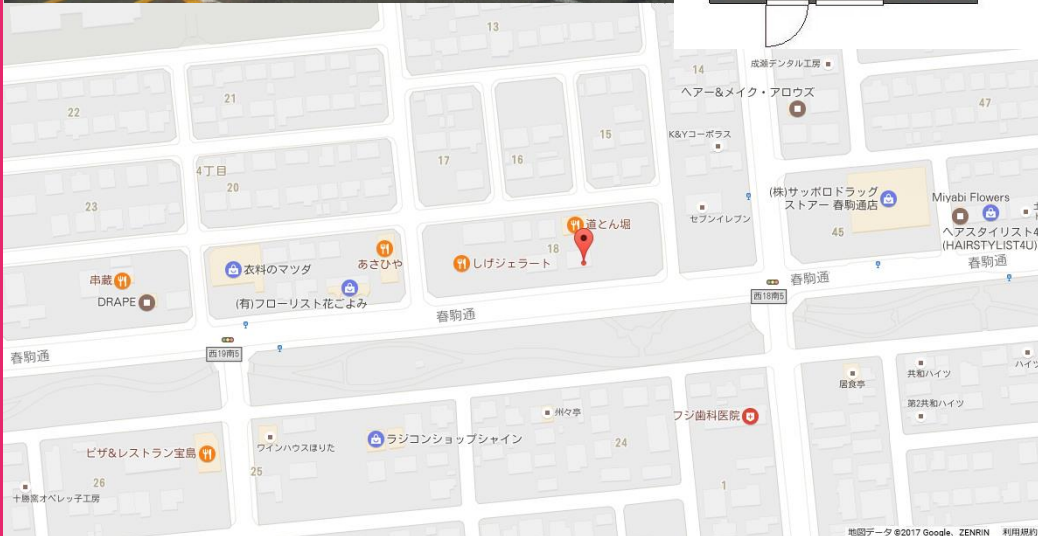 13
14
成瀬デンタル工房
ヘアー&メイク・アロウズ
47
22
21
K&Yコーポラス
15
17
16
4丁目
20
23
セブンイレブン
(株)サッポロドラッグ
ストアー 春駒通店
45
Miyabi Flowers
ヘアスタイリスト4
(HAIRSTYLIST4U)
道とん堀
18
しげジェラート
あさひや
衣料のマツダ
(有)フローリスト花ごよみ
串蔵
DRAPE
春駒通
春駒通
春駒通
春駒通
西18南5
西19南5
居食亭
共和ハイツ
ハイツ
第2共和ハイツ
フジ歯科医院
州々亭
24
ラジコンショップシャイン
ワインハウスほりた
25
ピザ&レストラン宝島
26
十勝窯オベレッ子工房
1
地図データ ©2017 Google、ZENRIN 利用規約